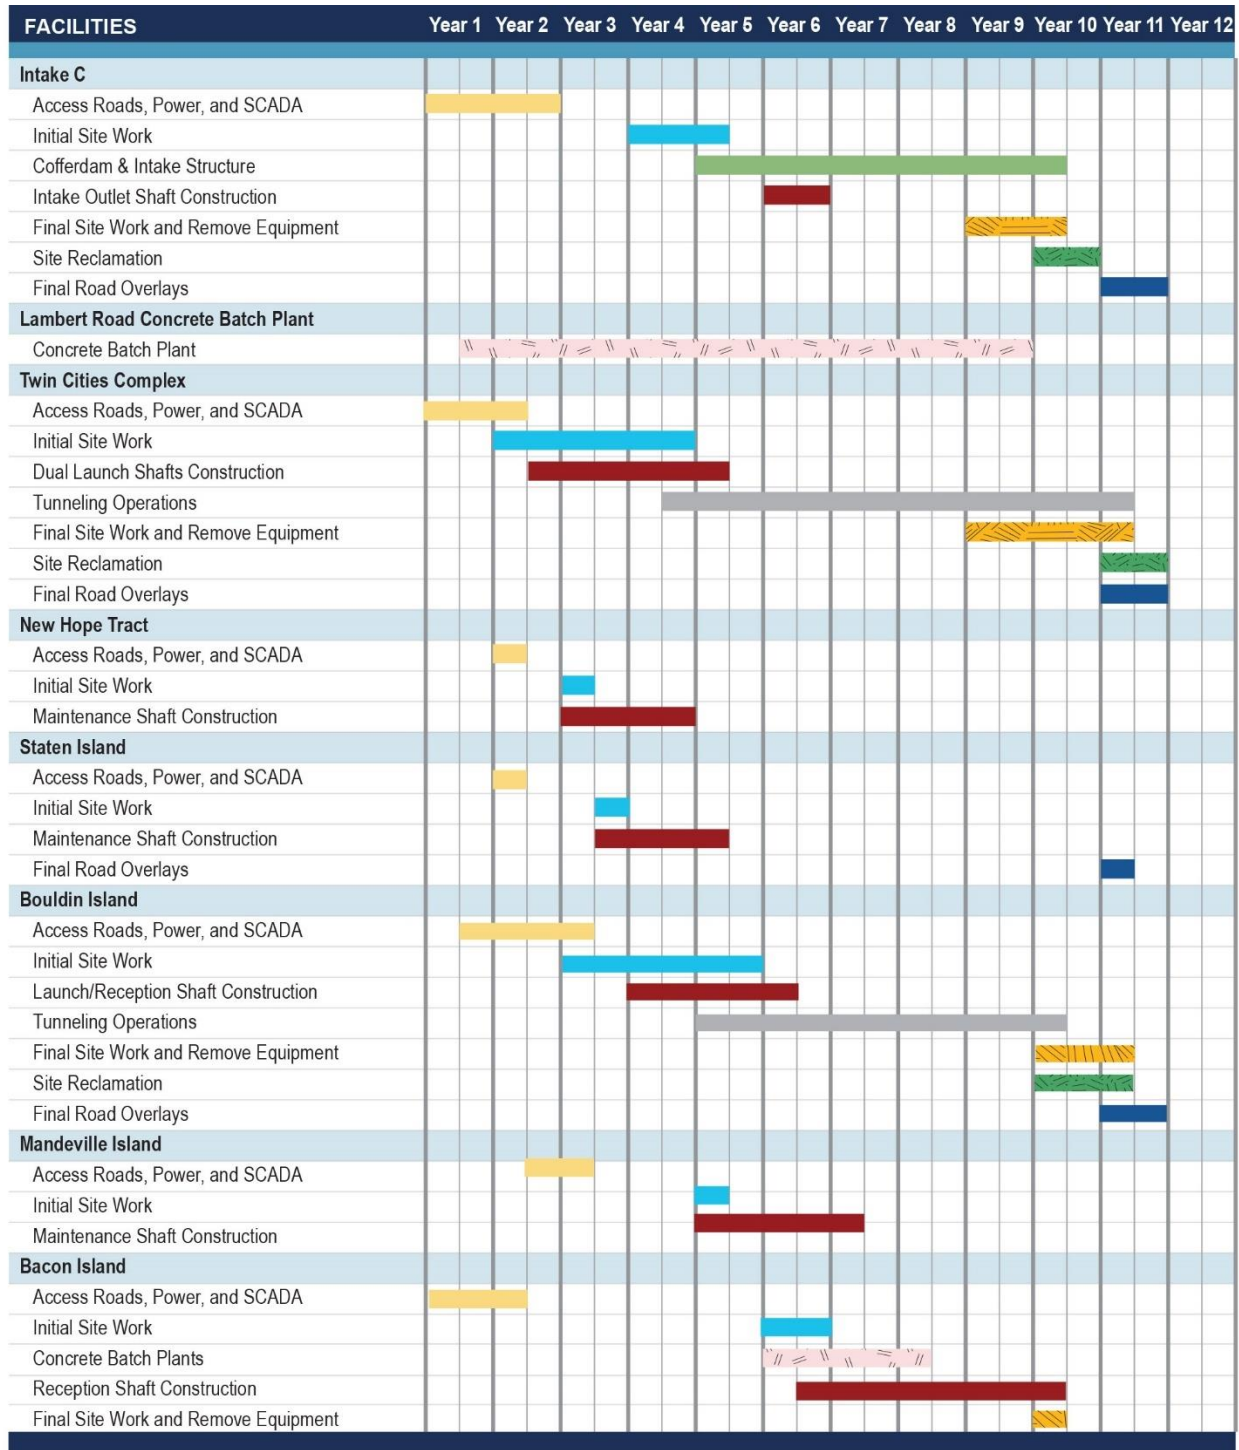 FACILITIES Year 1 Year 2 Year 3 Year 4 Year 5 Year 6 Year 7 Year 8 Year 9 Year 10 Year 11 Year 12
Intake C
Access Roads, Power, and SCADA
Initial Site Work
Cofferdam & Intake Structure
Intake Outlet Shaft Construction
Final Site Work and Remove Equipment
Site Reclamation
Final Road Overlays
Lambert Road Concrete Batch Plant
Concrete Batch Plant
Twin Cities Complex
Access Roads, Power, and SCADA
Initial Site Work
Dual Launch Shafts Construction
Tunneling Operations
Final Site Work and Remove Equipment
Site Reclamation
Final Road Overlays
New Hope Tract
Access Roads, Power, and SCADA
Initial Site Work
Maintenance Shaft Construction
Staten Island
Access Roads, Power, and SCADA
Initial Site Work
Maintenance Shaft Construction
Final Road Overlays
Bouldin Island
Access Roads, Power, and SCADA
Initial Site Work
Launch/Reception Shaft Construction
Tunneling Operations
Final Site Work and Remove Equipment
Site Reclamation
Final Road Overlays
Mandeville Island
Access Roads, Power, and SCADA
Initial Site Work
Maintenance Shaft Construction
Bacon Island
Access Roads, Power, and SCADA
Initial Site Work
Concrete Batch Plants
Reception Shaft Construction
Final Site Work and Remove Equipment